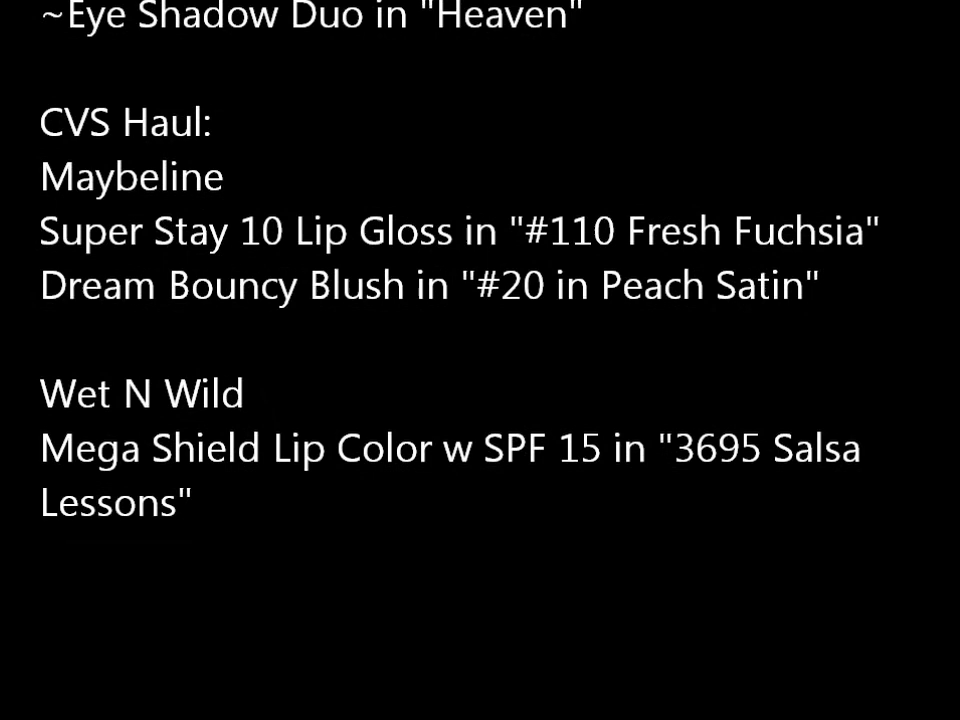 ~Eye Shadow Duo in "Heaven"
CVS Haul:
Maybeline
Super Stay 10 Lip Gloss in "#110 Fresh Fuchsia"
Dream Bouncy Blush in "#20 in Peach Satin"
Wet N Wild
Mega Shield Lip Color w SPF 15 in "3695 Salsa
Lessons"